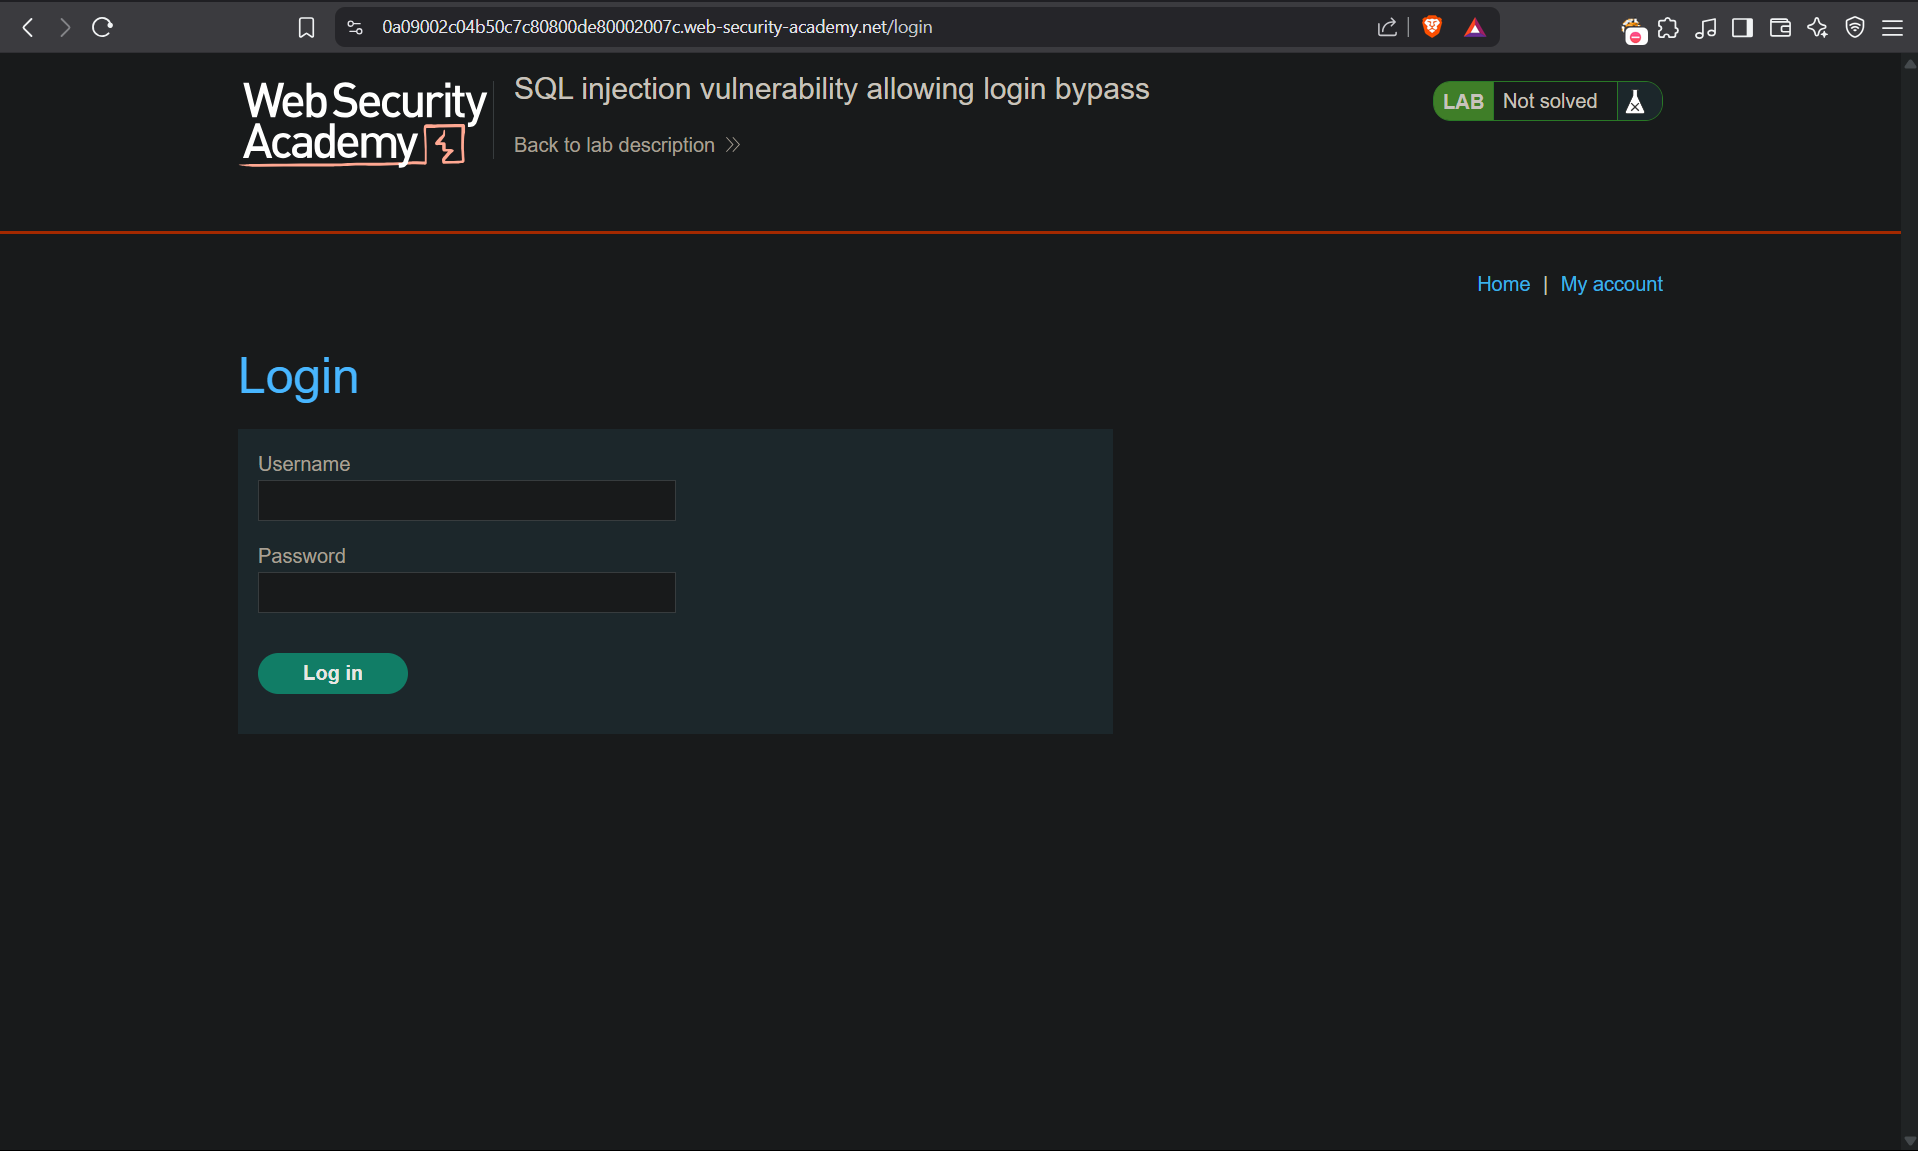 0a09002c04b50c7c80800de80002007c.web-security-academy.net/login
Web Security
Academy
SQL injection vulnerability allowing login bypass
Back to lab description
LAB Not solved
Home | My account
Login
Username
Password
Log in